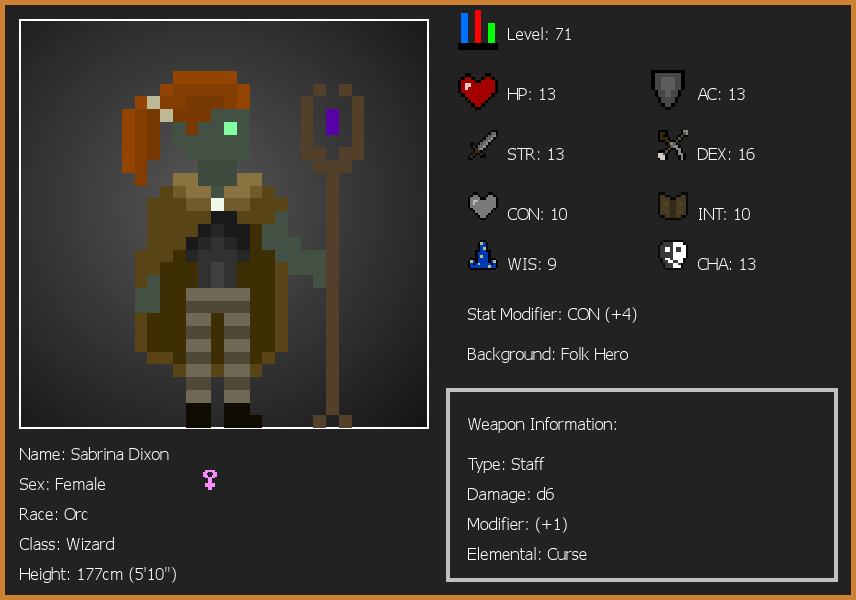 Level: 71
HP: 13
AC: 13
STR: 13
DEX: 16
CON: 10
INT: 10
WIS: 9
CHA: 13
Stat Modifier: CON (+4)
Background: Folk Hero
Weapon Information:
Type: Staff
Damage: d6
Modifier: (+1)
Elemental: Curse
Name: Sabrina Dixon
Sex: Female
Race: Orc
Class: Wizard
Height: 177cm (5'10")